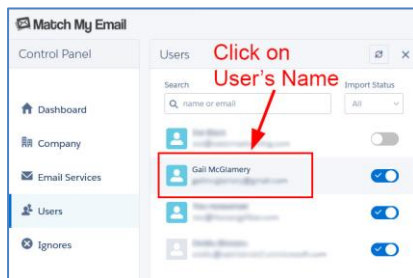 Match My Email
Control Panel
Users
Click on
User's Name
Search
Import Status
name or email
All
Dashboard
Company
Email Services
Gail McGlamery
Users
Ignores